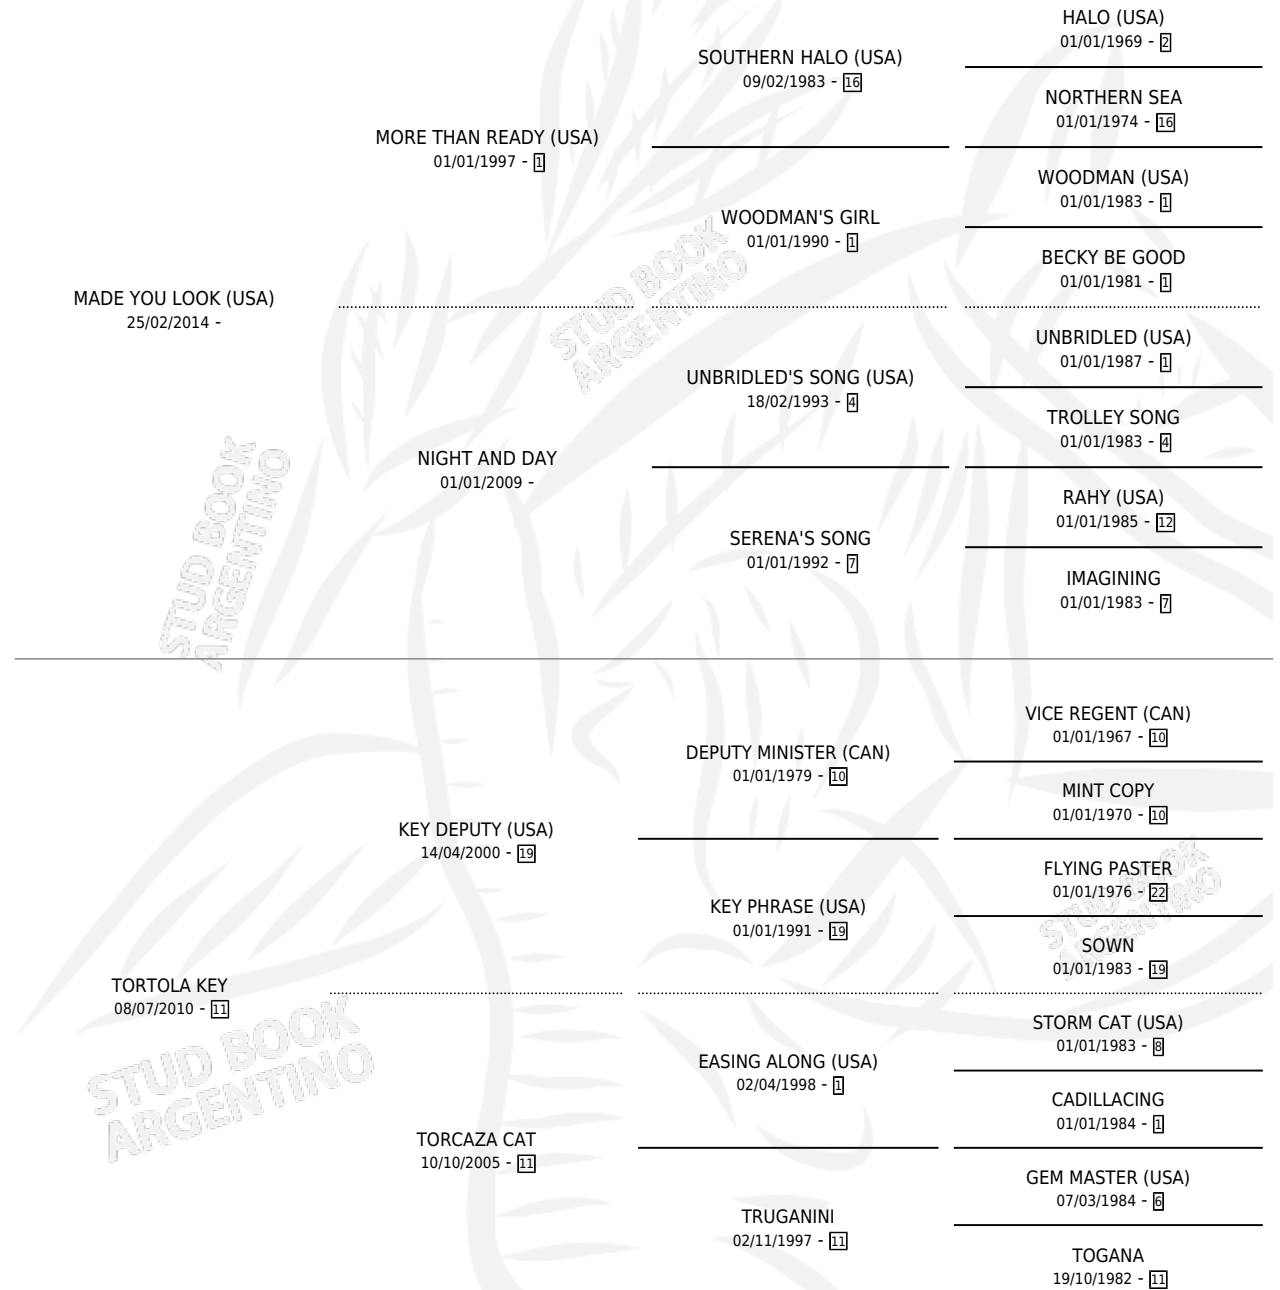 HALO (USA)
01/01/1969 - 2
SOUTHERN HALO (USA)
09/02/1983 - 16
NORTHERN SEA
01/01/1974 - 16
MORE THAN READY (USA)
01/01/1997 - 1
WOODMAN (USA)
01/01/1983 - 1
WOODMAN'S GIRL
01/01/1990 - 1
BECKY BE GOOD
01/01/1981 - 1
MADE YOU LOOK (USA)
25/02/2014 -
UNBRIDLED (USA)
01/01/1987 - 1
UNBRIDLED'S SONG (USA)
18/02/1993 - 4
TROLLEY SONG
01/01/1983 - 4
NIGHT AND DAY
01/01/2009 -
RAHY (USA)
01/01/1985 - 12
SERENA'S SONG
01/01/1992 - 7
IMAGINING
01/01/1983 - 7
VICE REGENT (CAN)
01/01/1967 - 10
DEPUTY MINISTER (CAN)
01/01/1979 - 10
MINT COPY
01/01/1970 - 10
KEY DEPUTY (USA)
14/04/2000 - 19
FLYING PASTER
01/01/1976 - 22
KEY PHRASE (USA)
01/01/1991 - 19
SOWN
01/01/1983 - 19
TORTOLA KEY
08/07/2010 - 11
STORM CAT (USA)
01/01/1983 - 8
EASING ALONG (USA)
02/04/1998 - 1
CADILLACING
01/01/1984 - 1
TORCAZA CAT
10/10/2005 - 11
GEM MASTER (USA)
07/03/1984 - 6
TRUGANINI
02/11/1997 - 11
TOGANA
19/10/1982 - 11
STUD BOOK
ARGENTINO
STUD BOOK
ARGENTINO
STUD BOOK
ARGENTINO
STUD BOOK
ARGENTINO